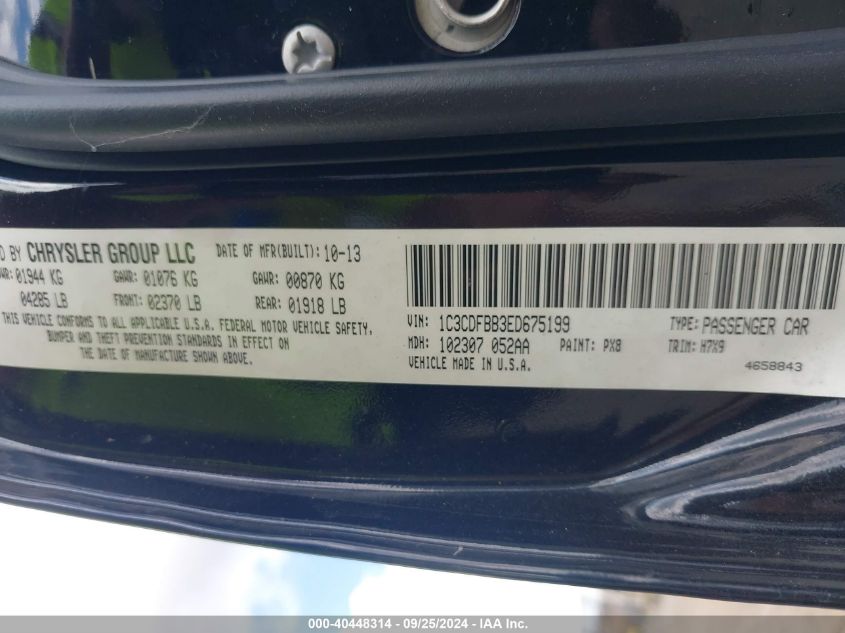 D BY CHRYSLER GROUP LLC DATE OF MFR(BUILT): 10-13
WR: 01944 KG GAWR: 01076 KG GAWR: 00870 KG
04285 LB FRONT: 02370 LB REAR: 01918 LB
IS VEHICLE CONFORMS TO ALL APPLICABLE U.S.A. FEDERAL MOTOR VEHICLE SAFETY,
BUMPER AND THEFT PREVENTION STANDARDS IN EFFECT ON
THE DATE OF MANUFACTURE SHOWN ABOVE.
VIN: 1C3CDFBB3ED675199 TYPE: PASSENGER CAR
MDH: 102307 052AA PAINT: PX8 TRIM: H7X9
VEHICLE MADE IN U.S.A. 4658843
000-40448314 - 09/25/2024 - IAA Inc.